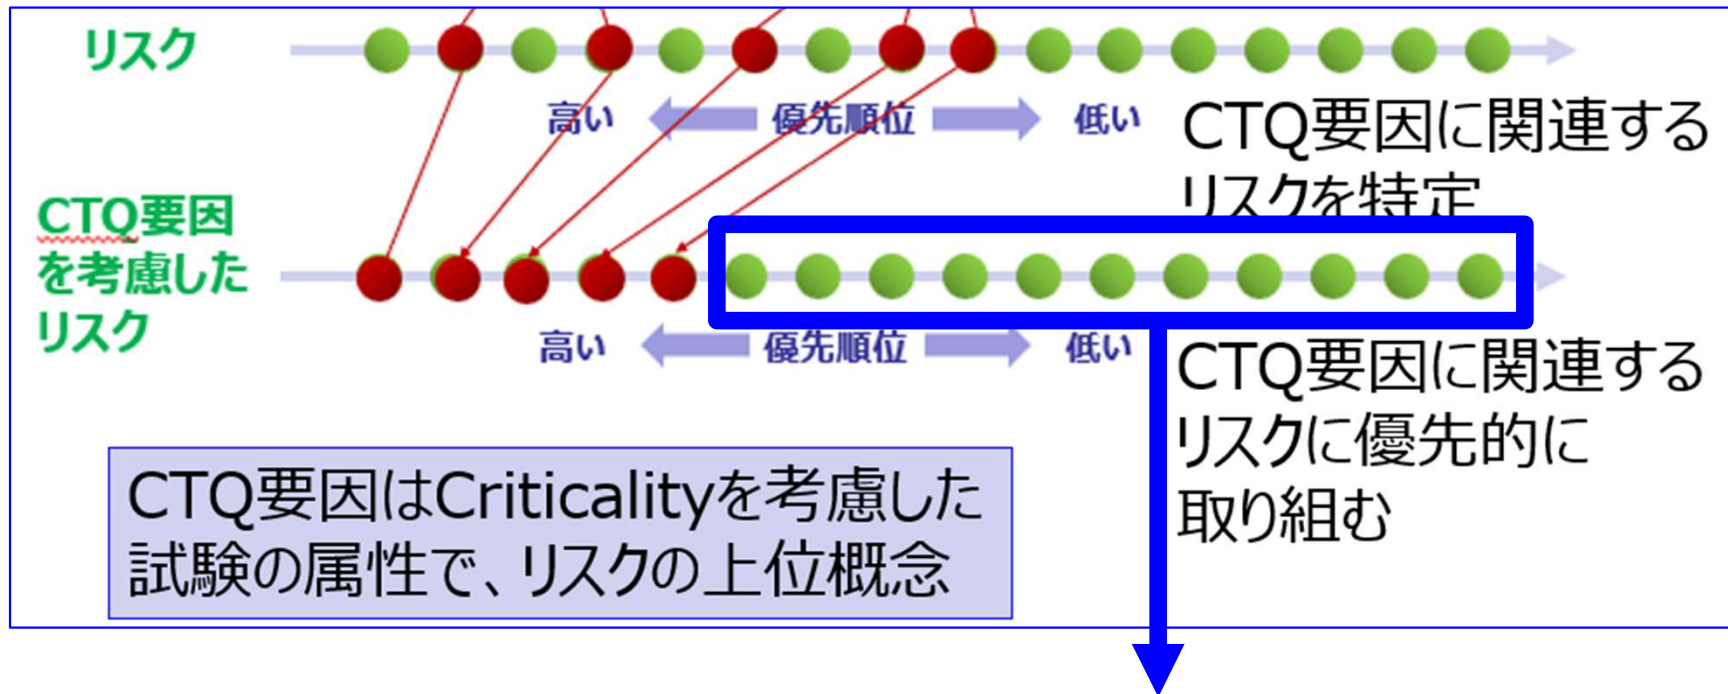 リスク
高い
優先順位
低い
CTQ要因に関連する
リスクを特定
CTQ要因
を考慮した
リスク
高い
優先順位
低い
CTQ要因に関連する
リスクに優先的に
取り組む
CTQ要因はCriticalityを考慮した
試験の属性で、リスクの上位概念